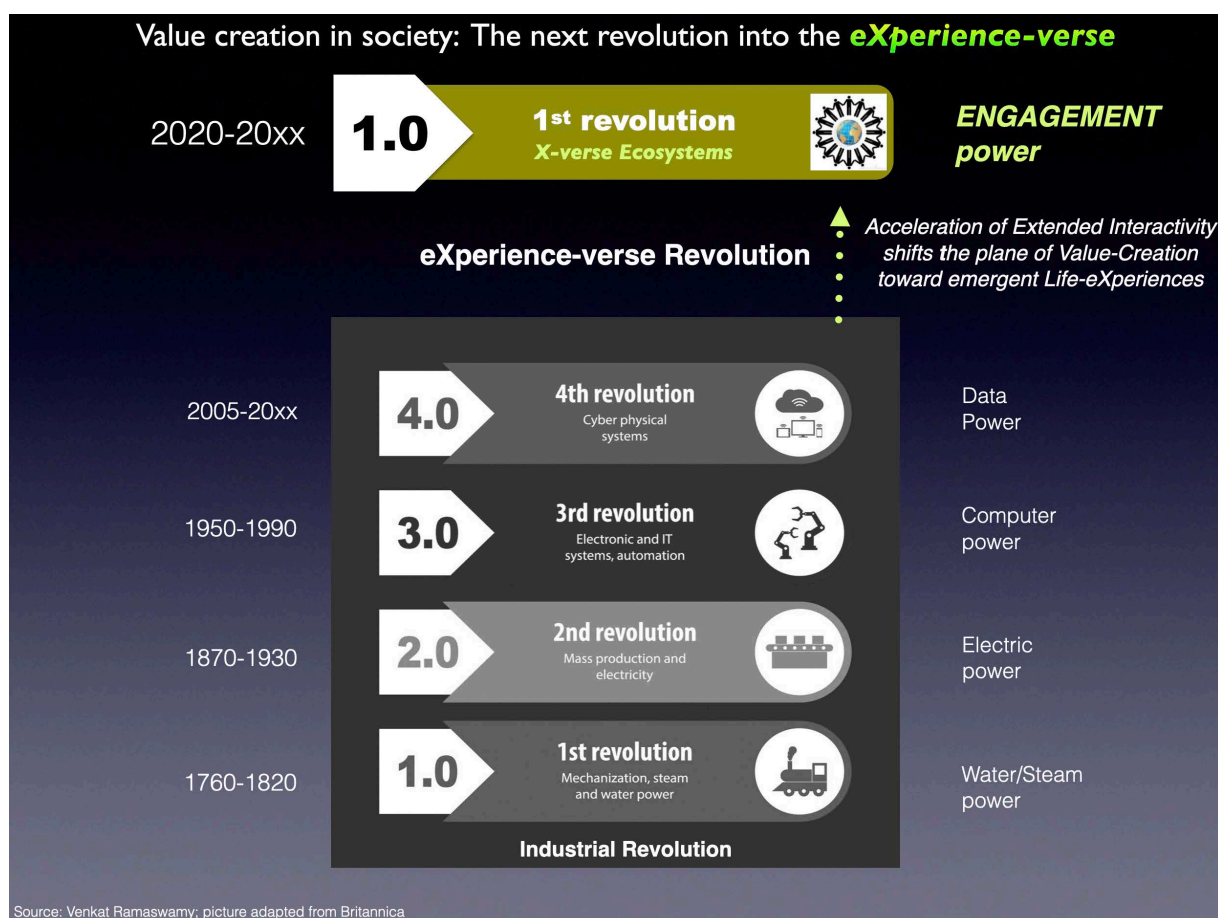 Value creation in society: The next revolution into the eXperience-verse
2020-20xx
1.0
1st revolution
X-verse Ecosystems
ENGAGEMENT
power
eXperience-verse Revolution
Acceleration of Extended Interactivity
shifts the plane of Value-Creation
toward emergent Life-eXperiences
2005-20xx
4.0
4th revolution
Cyber physical
systems
Data
Power
1950-1990
3.0
3rd revolution
Electronic and IT
systems, automation
Computer
power
1870-1930
2.0
2nd revolution
Mass production and
electricity
Electric
power
1760-1820
1.0
1st revolution
Mechanization, steam
and water power
Water/Steam
power
Industrial Revolution
Source: Venkat Ramaswamy; picture adapted from Britannica